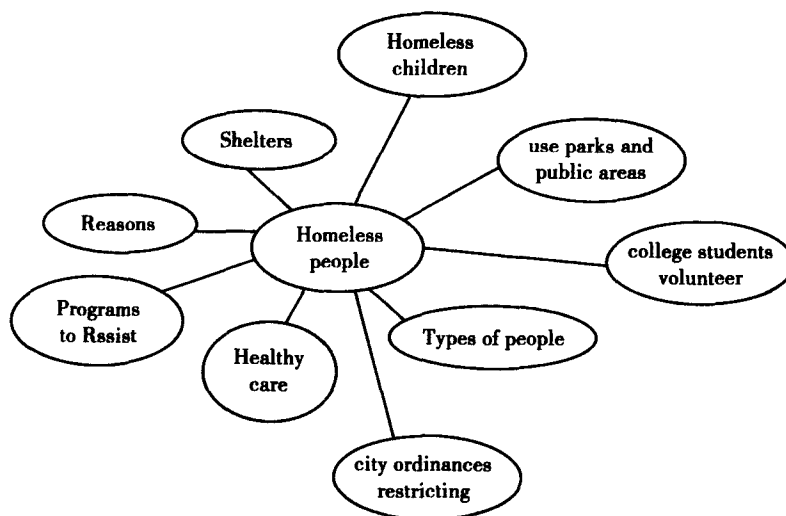 Homeless
children
Shelters
use parks and
public areas
Reasons
Homeless
people
college students
volunteer
Programs
to Rssist
Healthy
care
Types of people
city ordinances
restricting